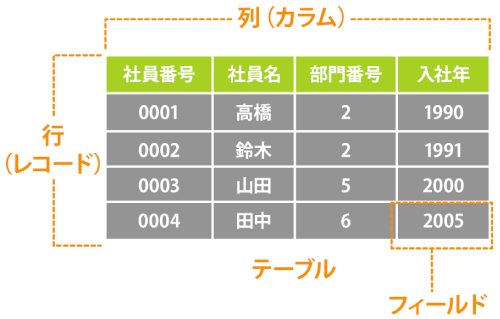 列（カラム）
社員番号 社員名 部門番号 入社年
0001 高橋 2 1990
0002 鈴木 2 1991
0003 山田 5 2000
0004 田中 6 2005
行
（レコード）
テーブル
フィールド